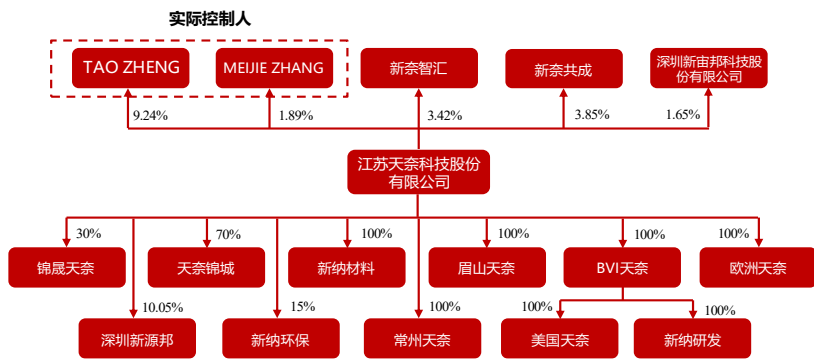 实际控制人
TAO ZHENG
MEIJIE ZHANG
新奈智汇
新奈共成
深圳新宙邦科技股
份有限公司
9.24%
1.89%
3.42%
3.85%
1.65%
江苏天奈科技股份
有限公司
30%
70%
100%
100%
100%
100%
锦晟天奈
天奈锦城
新纳材料
眉山天奈
BVI天奈
欧洲天奈
10.05%
15%
100%
100%
100%
深圳新源邦
新纳环保
常州天奈
美国天奈
新纳研发